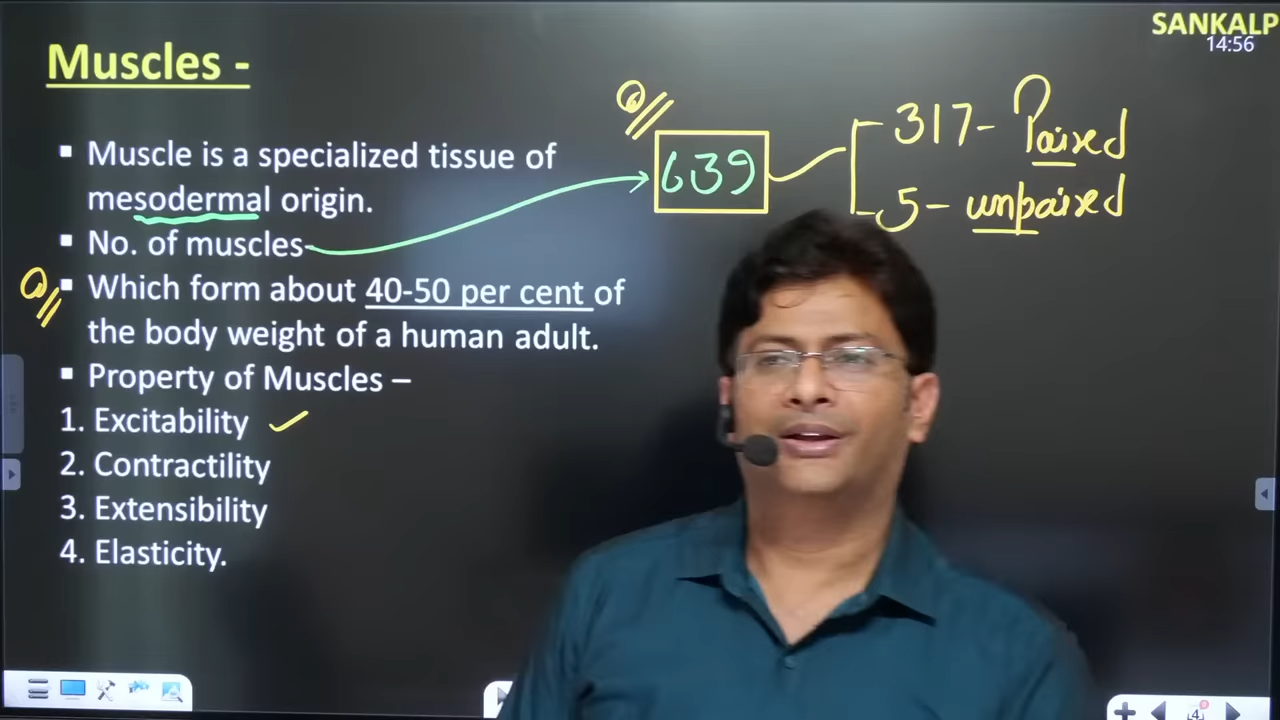 SANKALP
14:56
Muscles -
▪ Muscle is a specialized tissue of
mesodermal origin.
▪ No. of muscles-
639
317- Paired
5- unpaired
▪ Which form about 40-50 per cent of
the body weight of a human adult.
▪ Property of Muscles –
1. Excitability ✓
2. Contractility
3. Extensibility
4. Elasticity.